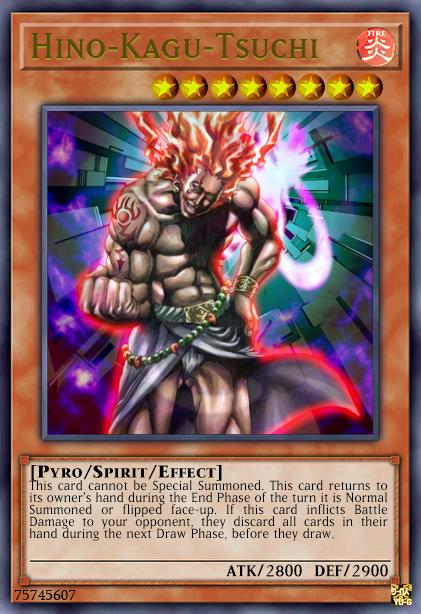 Hino-Kagu-Tsuchi
FIRE
炎
[Pyro/Spirit/Effect]
This card cannot be Special Summoned. This card returns to
its owner's hand during the End Phase of the turn it is Normal
Summoned or flipped face-up. If this card inflicts Battle
Damage to your opponent, they discard all cards in their
hand during the next Draw Phase, before they draw.
ATK/2800 DEF/2900
75745607